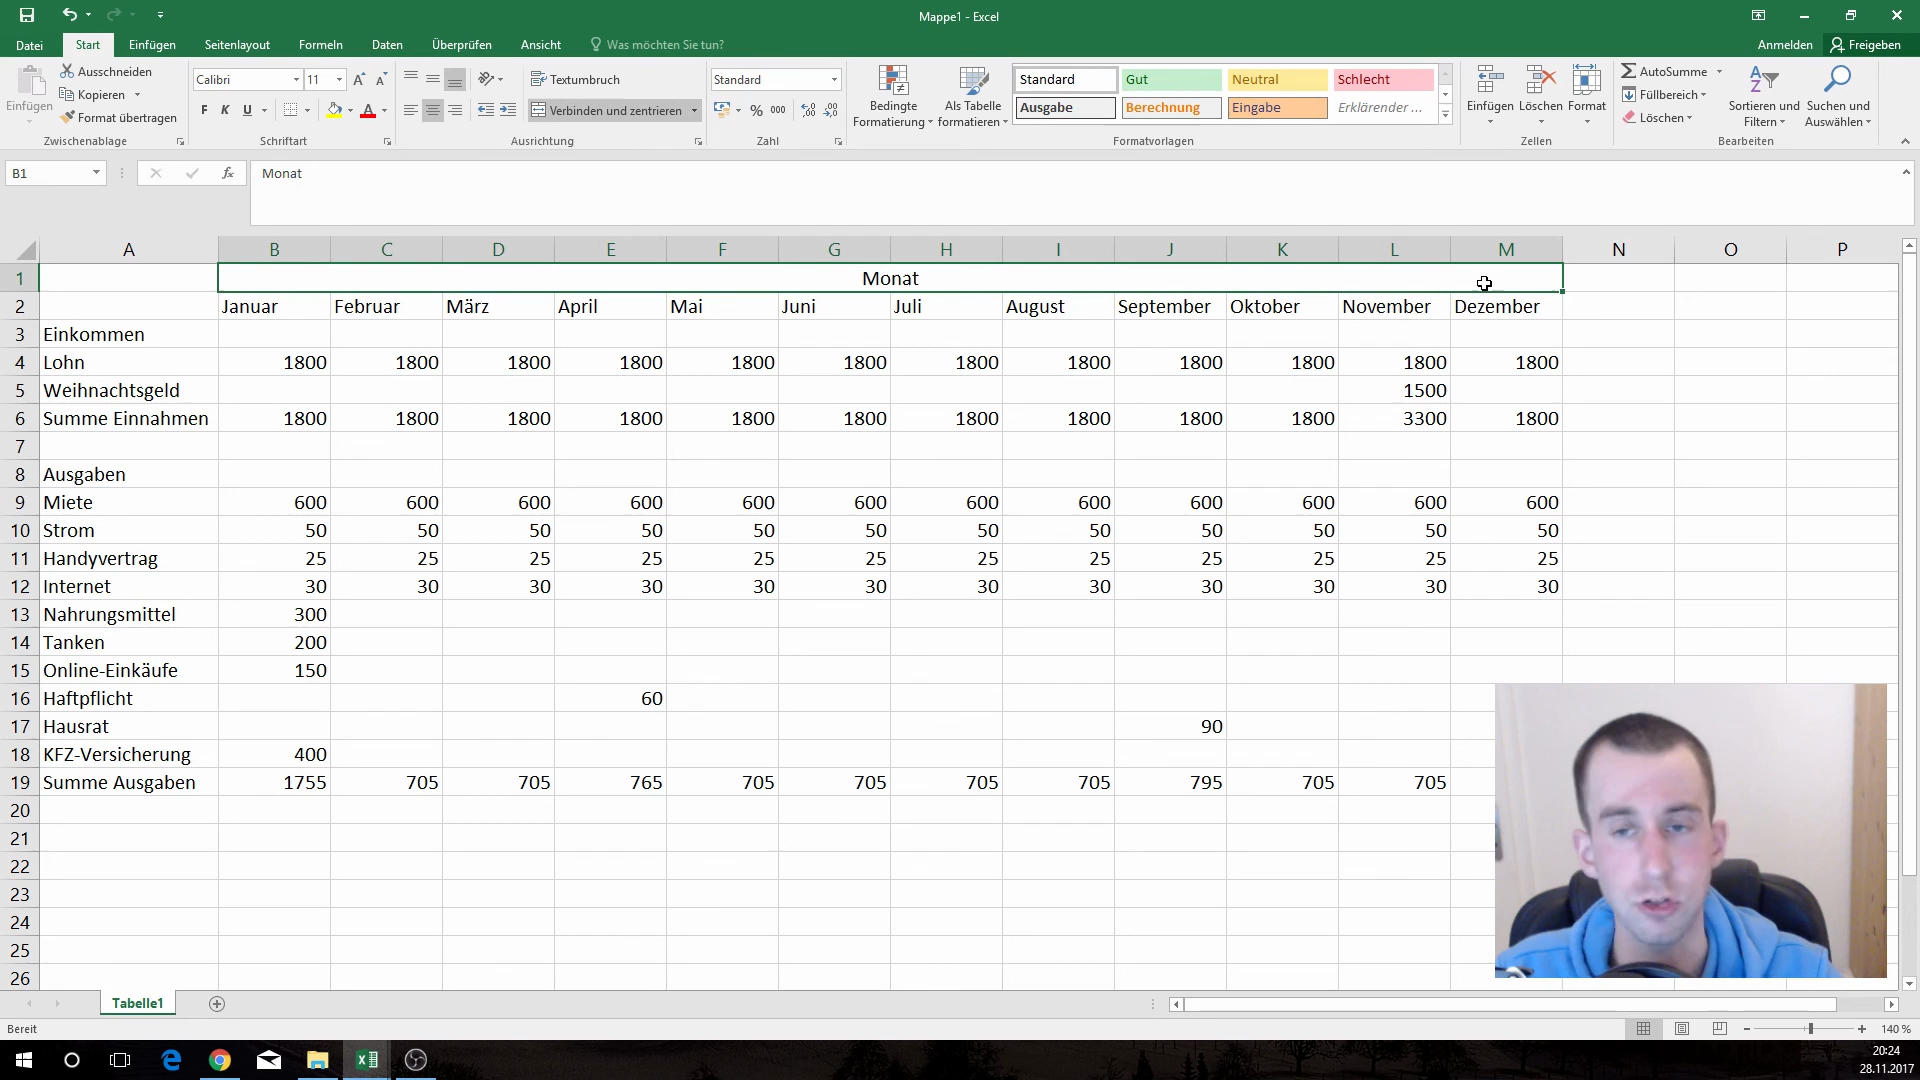 Mappe1 - Excel
Datei Start Einfügen Seitenlayout Formeln Daten Überprüfen Ansicht Was möchten Sie tun? Anmelden Freigeben
Einfügen
Ausschneiden
Kopieren
Format übertragen
Zwischenablage
Calibri 11
F K U
Schriftart
Textumbruch
Verbinden und zentrieren
Ausrichtung
Standard
% 000
Zahl
Bedingte Formatierung
Als Tabelle formatieren
Standard Gut Neutral Schlecht
Ausgabe Berechnung Eingabe Erklärender ...
Formatvorlagen
Einfügen Löschen Format
Zellen
AutoSumme
Füllbereich
Löschen
Sortieren und Filtern
Suchen und Auswählen
Bearbeiten
B1 fx Monat
A B C D E F G H I J K L M N O P
1 Monat
2 Januar Februar März April Mai Juni Juli August September Oktober November Dezember
3 Einkommen
4 Lohn 1800 1800 1800 1800 1800 1800 1800 1800 1800 1800 1800 1800
5 Weihnachtsgeld 1500
6 Summe Einnahmen 1800 1800 1800 1800 1800 1800 1800 1800 1800 1800 3300 1800
7
8 Ausgaben
9 Miete 600 600 600 600 600 600 600 600 600 600 600 600
10 Strom 50 50 50 50 50 50 50 50 50 50 50 50
11 Handyvertrag 25 25 25 25 25 25 25 25 25 25 25 25
12 Internet 30 30 30 30 30 30 30 30 30 30 30 30
13 Nahrungsmittel 300
14 Tanken 200
15 Online-Einkäufe 150
16 Haftpflicht 60
17 Hausrat 90
18 KFZ-Versicherung 400
19 Summe Ausgaben 1755 705 705 765 705 705 705 705 795 705 705
20
21
22
23
24
25
26
Tabelle1
Bereit 140 %
20:24
28.11.2017